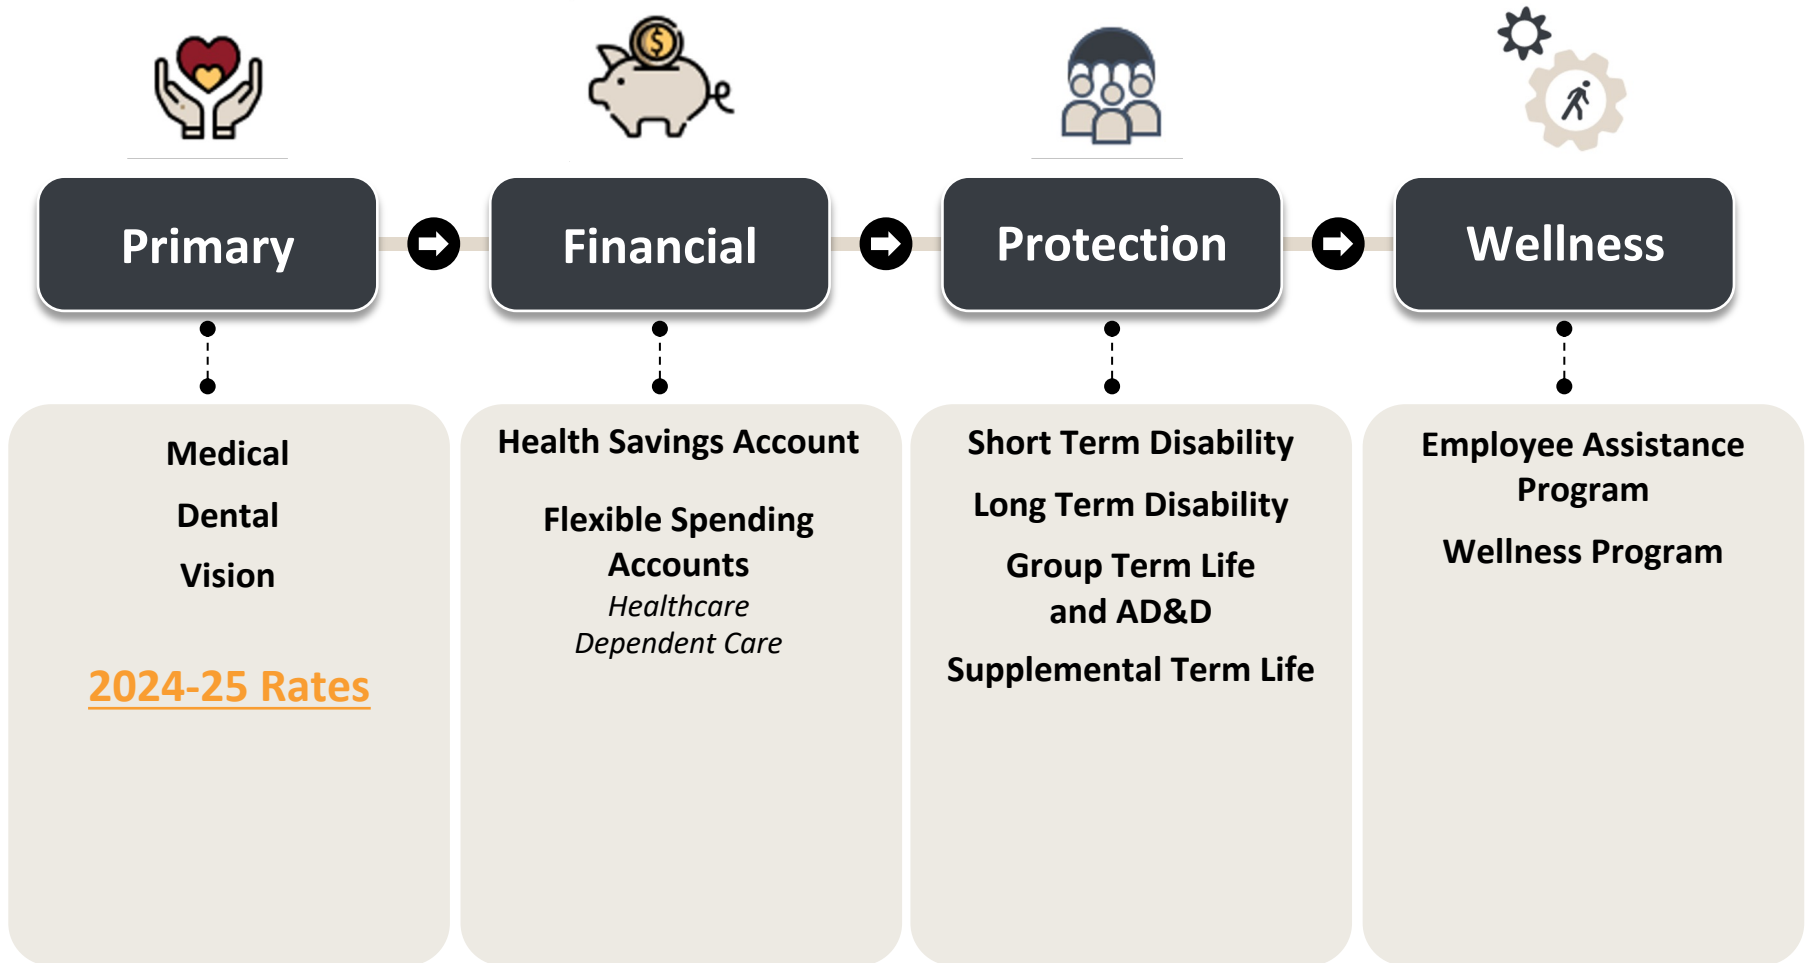 $
Primary
Financial
Protection
Wellness
Medical
Dental
Vision
2024-25 Rates
Health Savings Account
Flexible Spending
Accounts
Healthcare
Dependent Care
Short Term Disability
Long Term Disability
Group Term Life
and AD&D
Supplemental Term Life
Employee Assistance
Program
Wellness Program